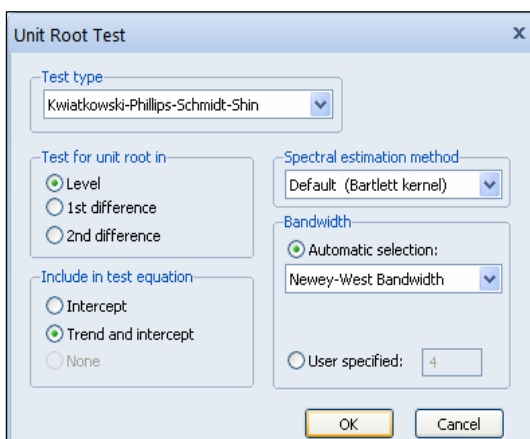 Unit Root Test
x
Test type
Kwiatkowski-Phillips-Schmidt-Shin
Test for unit root in
Level
1st difference
2nd difference
Include in test equation
Intercept
Trend and intercept
None
Spectral estimation method
Default (Bartlett kernel)
Bandwidth
Automatic selection:
Newey-West Bandwidth
User specified: 4
OK
Cancel